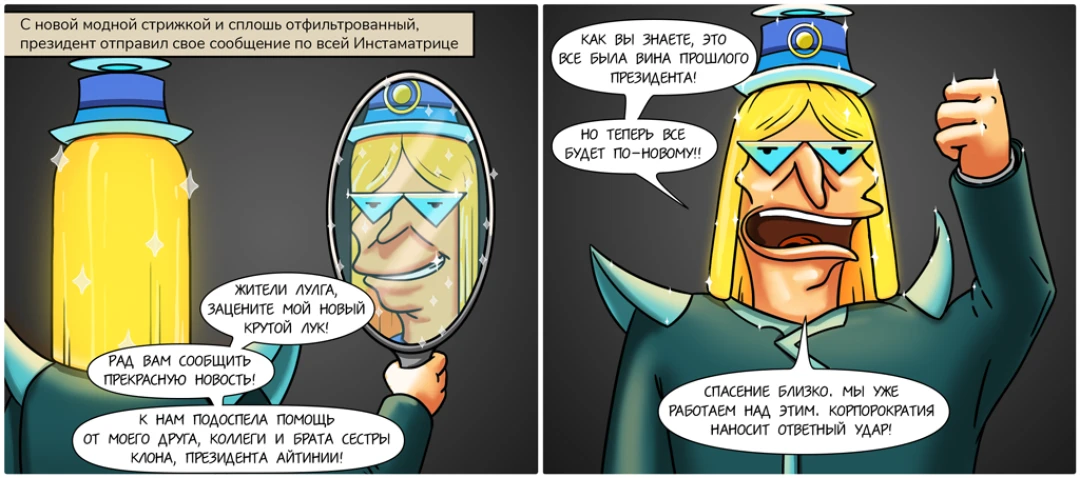 С новой модной стрижкой и сплошь отфильтрованный,
президент отправил свое сообщение по всей Инстаматрице
ЖИТЕЛИ ЛУЛГА,
ЗАЦЕНИТЕ МОЙ НОВЫЙ
КРУТОЙ ЛУК!
РАД ВАМ СООБЩИТЬ
ПРЕКРАСНУЮ НОВОСТЬ!
К НАМ ПОДОСПЕЛА ПОМОЩЬ
ОТ МОЕГО ДРУГА, КОЛЛЕГИ И БРАТА СЕСТРЫ
КЛОНА, ПРЕЗИДЕНТА АЙТИНИИ!
КАК ВЫ ЗНАЕТЕ, ЭТО
ВСЕ БЫЛА ВИНА ПРОШЛОГО
ПРЕЗИДЕНТА!
НО ТЕПЕРЬ ВСЕ
БУДЕТ ПО-НОВОМУ!!
СПАСЕНИЕ БЛИЗКО. МЫ УЖЕ
РАБОТАЕМ НАД ЭТИМ. КОРПОРОКРАТИЯ
НАНОСИТ ОТВЕТНЫЙ УДАР!